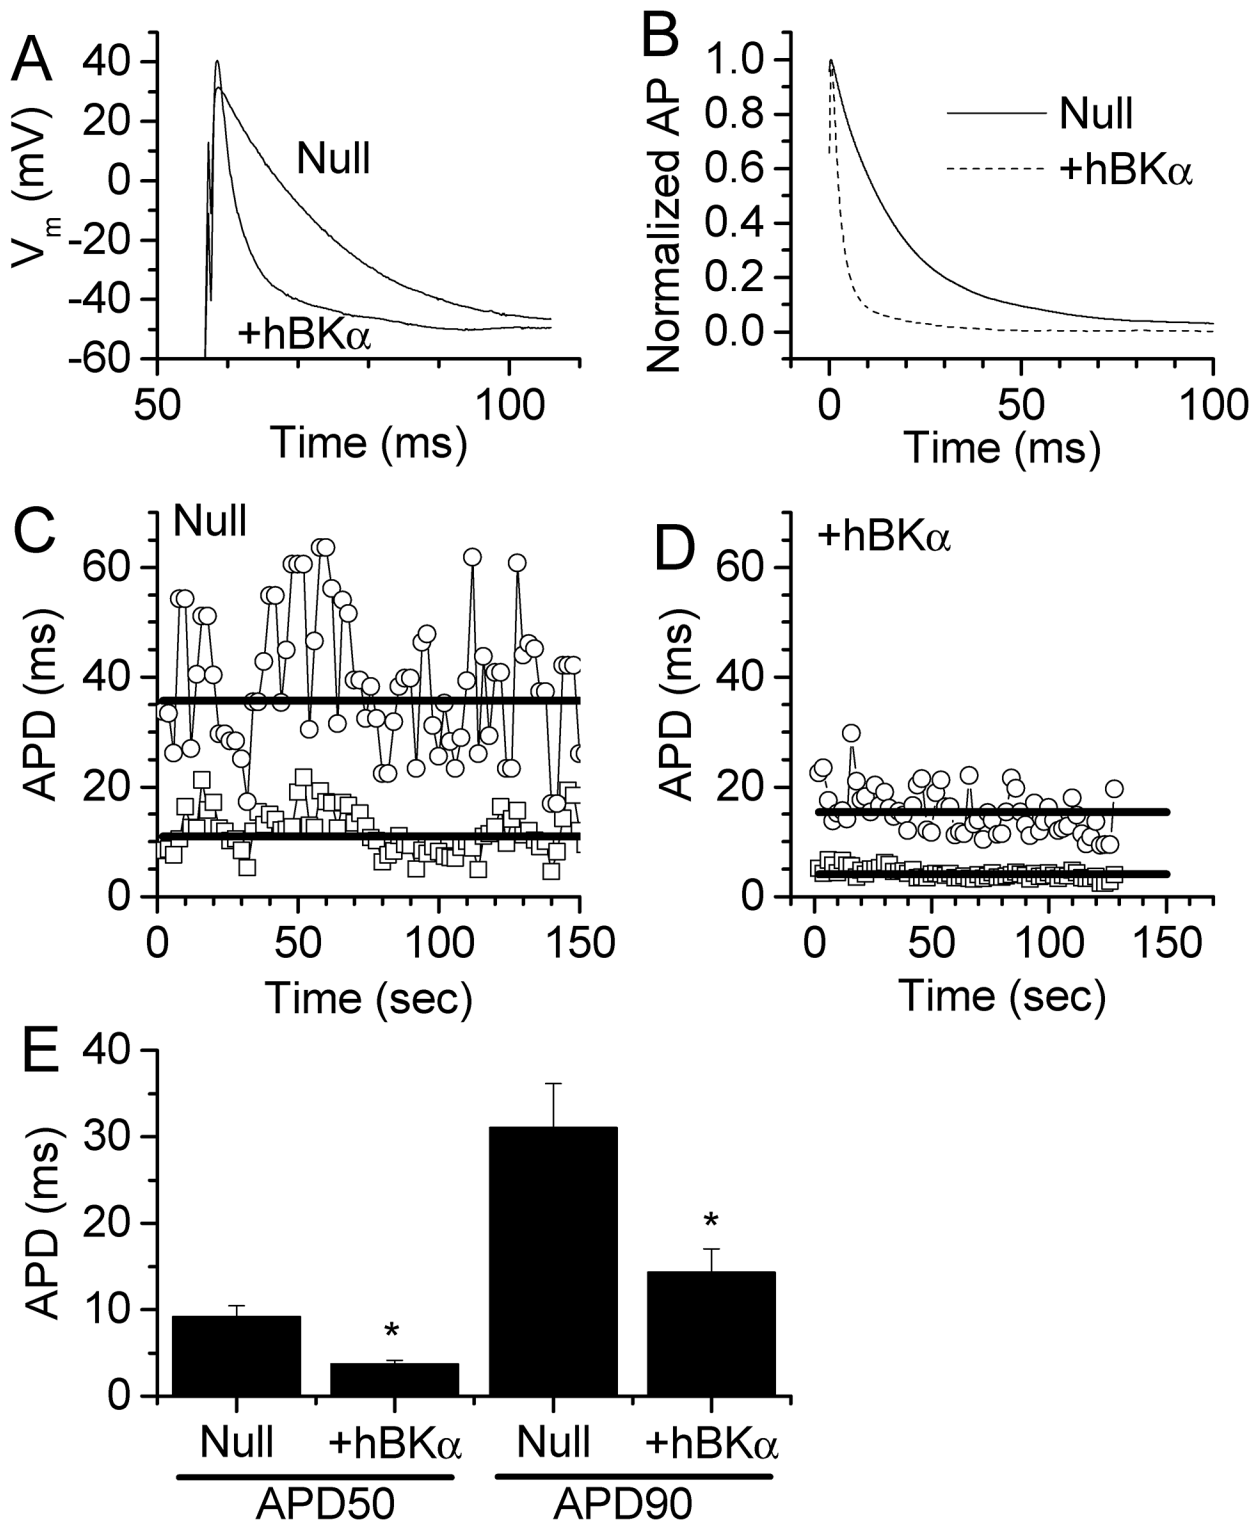 A
V_m (mV)
40
20
0
-20
-40
-60
Null
+hBKα
50 100
Time (ms)
B
Normalized AP
1.0
0.8
0.6
0.4
0.2
0.0
Null
+hBKα
0 50 100
Time (ms)
C
Null
APD (ms)
60
40
20
0
0 50 100 150
Time (sec)
D
+hBKα
APD (ms)
60
40
20
0
0 50 100 150
Time (sec)
E
APD (ms)
40
30
20
10
0
*
*
Null +hBKα Null +hBKα
APD50 APD90